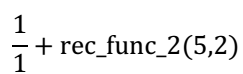 1/1 + rec_func_2(5,2)